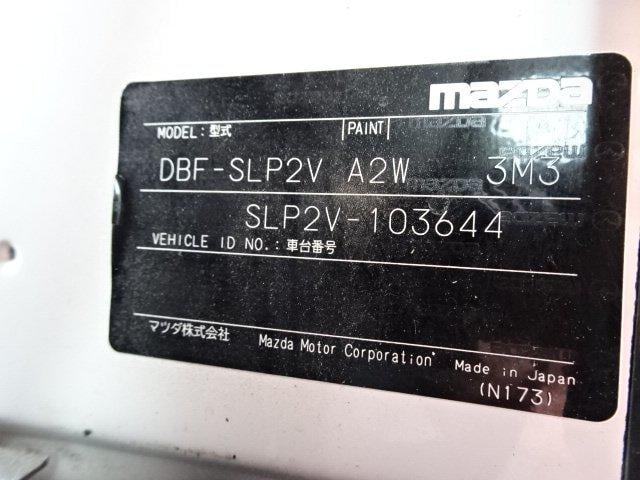 mazda
MODEL: 型式 PAINT
DBF-SLP2V A2W 3M3
SLP2V-103644
VEHICLE ID NO.: 車台番号
マツダ株式会社 Mazda Motor Corporation Made in Japan
(N173)